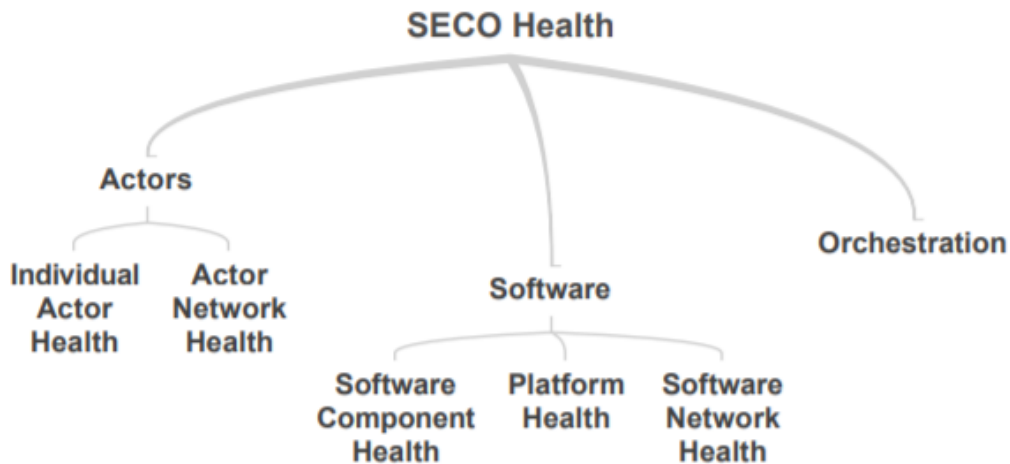 SECO Health
Actors
Orchestration
Individual
Actor
Health
Actor
Network
Health
Software
Software
Component
Health
Platform
Health
Software
Network
Health